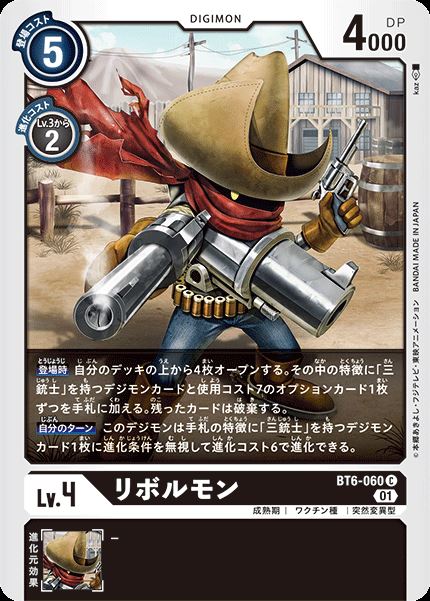 登場コスト
5
DIGIMON
DP
4000
進化コスト
Lv.3から
2
kaz
BANDAI MADE IN JAPAN
©本郷あきよし・フジテレビ・東映アニメーション
登場時 自分のデッキの上から4枚オープンする。その中の特徴に「三
銃士」を持つデジモンカードと使用コスト7のオプションカード1枚
ずつを手札に加える。残ったカードは破棄する。
自分のターン このデジモンは手札の特徴に「三銃士」を持つデジモン
カード1枚に進化条件を無視して進化コスト6で進化できる。
Lv.4
リボルモン
BT6-060 C
01
成熟期 | ワクチン種 | 突然変異型
進化元効果
－